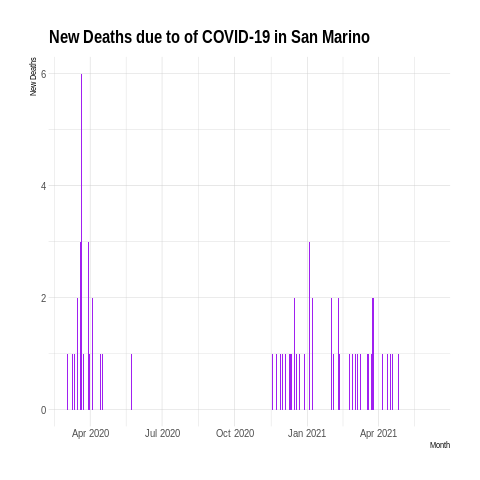 New Deaths due to of COVID-19 in San Marino
New Deaths
6
4
2
0
Apr 2020 Jul 2020 Oct 2020 Jan 2021 Apr 2021
Month